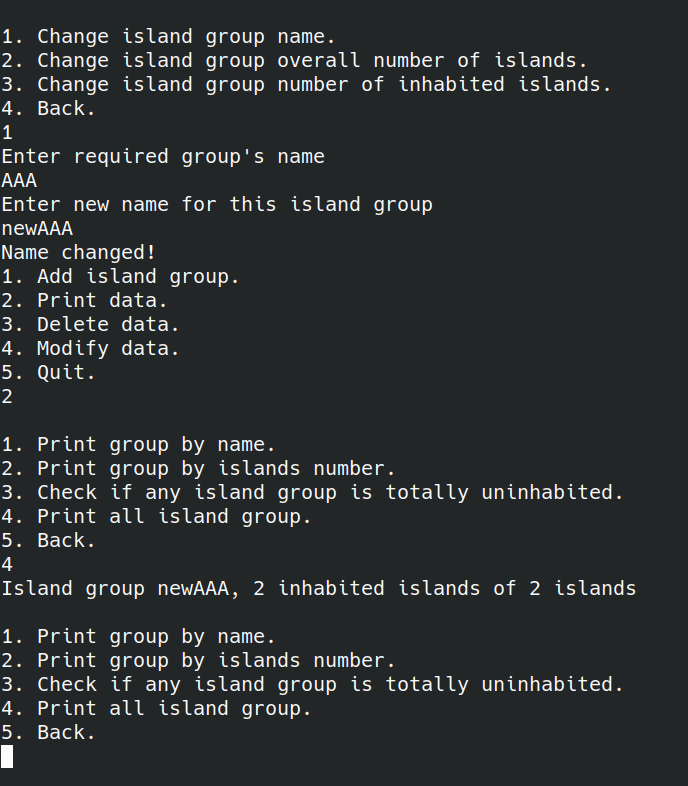 1. Change island group name.
2. Change island group overall number of islands.
3. Change island group number of inhabited islands.
4. Back.
1
Enter required group's name
AAA
Enter new name for this island group
newAAA
Name changed!
1. Add island group.
2. Print data.
3. Delete data.
4. Modify data.
5. Quit.
2
1. Print group by name.
2. Print group by islands number.
3. Check if any island group is totally uninhabited.
4. Print all island group.
5. Back.
4
Island group newAAA, 2 inhabited islands of 2 islands
1. Print group by name.
2. Print group by islands number.
3. Check if any island group is totally uninhabited.
4. Print all island group.
5. Back.